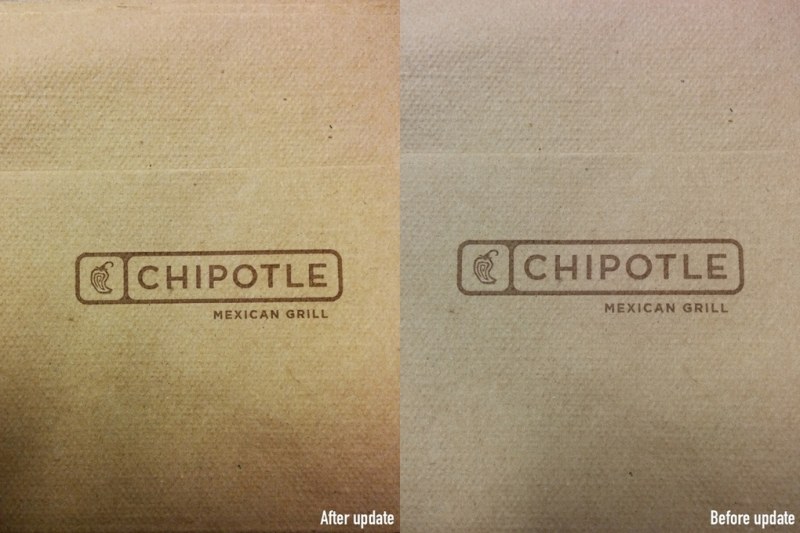 CHIPOTLE
MEXICAN GRILL
After update
CHIPOTLE
MEXICAN GRILL
Before update